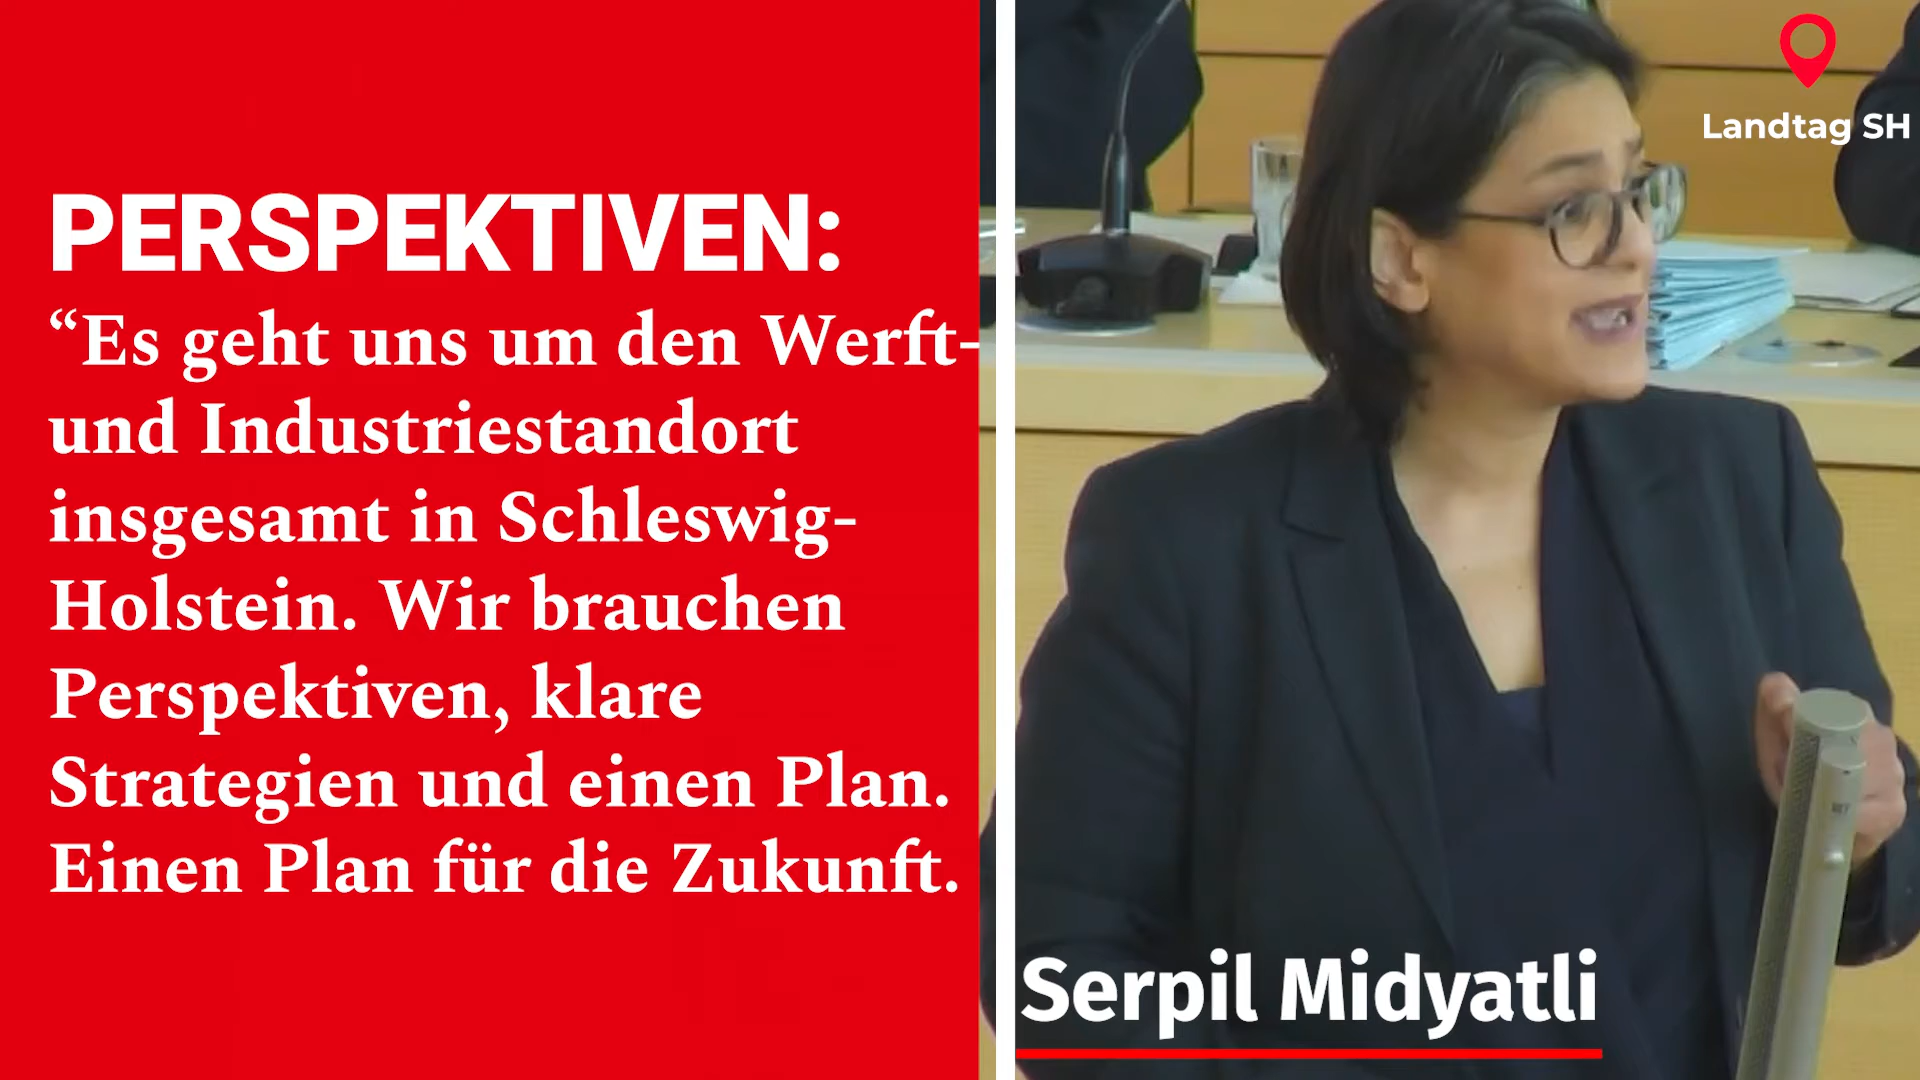 PERSPEKTIVEN:
“Es geht uns um den Werft-
und Industriestandort
insgesamt in Schleswig-
Holstein. Wir brauchen
Perspektiven, klare
Strategien und einen Plan.
Einen Plan für die Zukunft.
Landtag SH
Serpil Midyatli